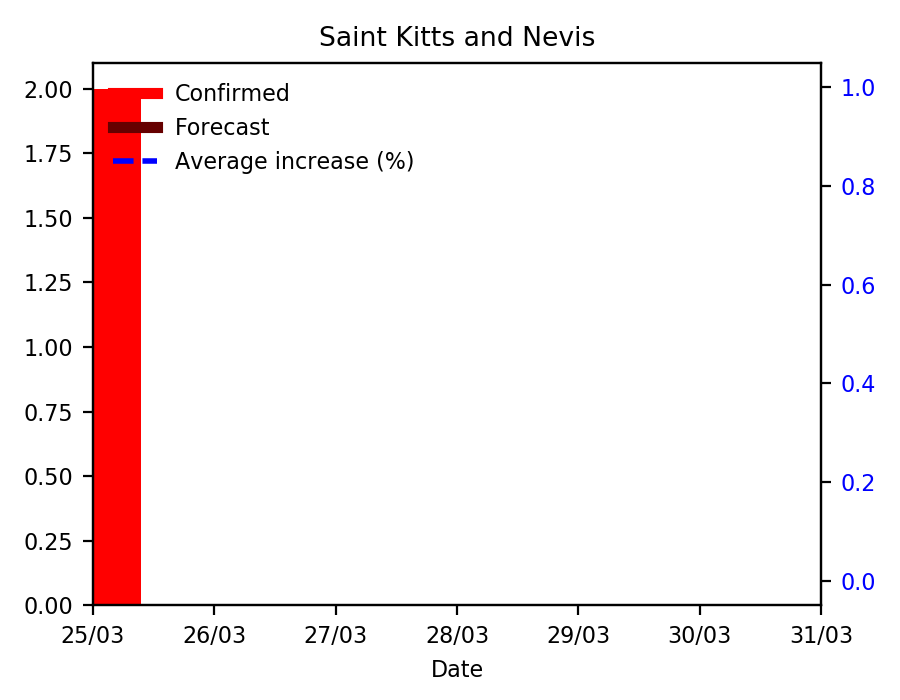 Saint Kitts and Nevis
2.00
1.75
1.50
1.25
1.00
0.75
0.50
0.25
0.00
Confirmed
Forecast
Average increase (%)
1.0
0.8
0.6
0.4
0.2
0.0
25/03 26/03 27/03 28/03 29/03 30/03 31/03
Date